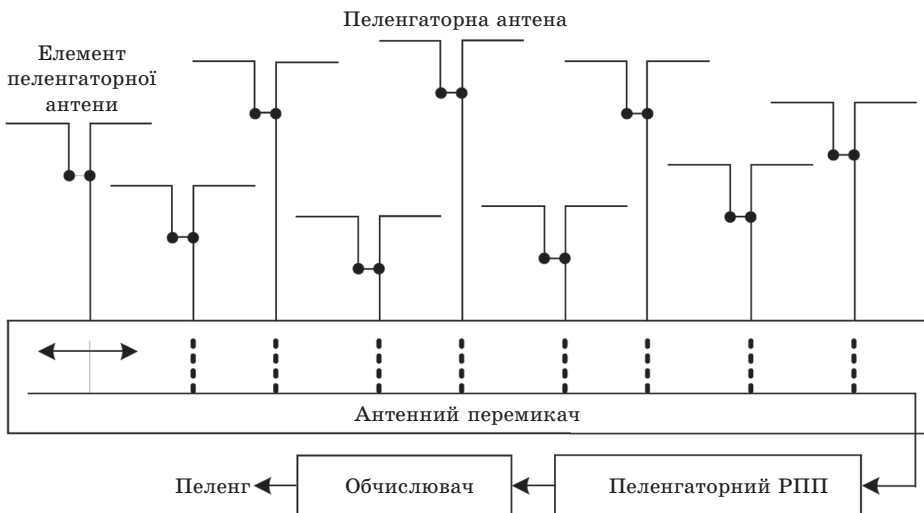 Пеленгаторна антена
Елемент
пеленгаторної
антени
Антенний перемикач
Пеленг
Обчислювач
Пеленгаторний РПП